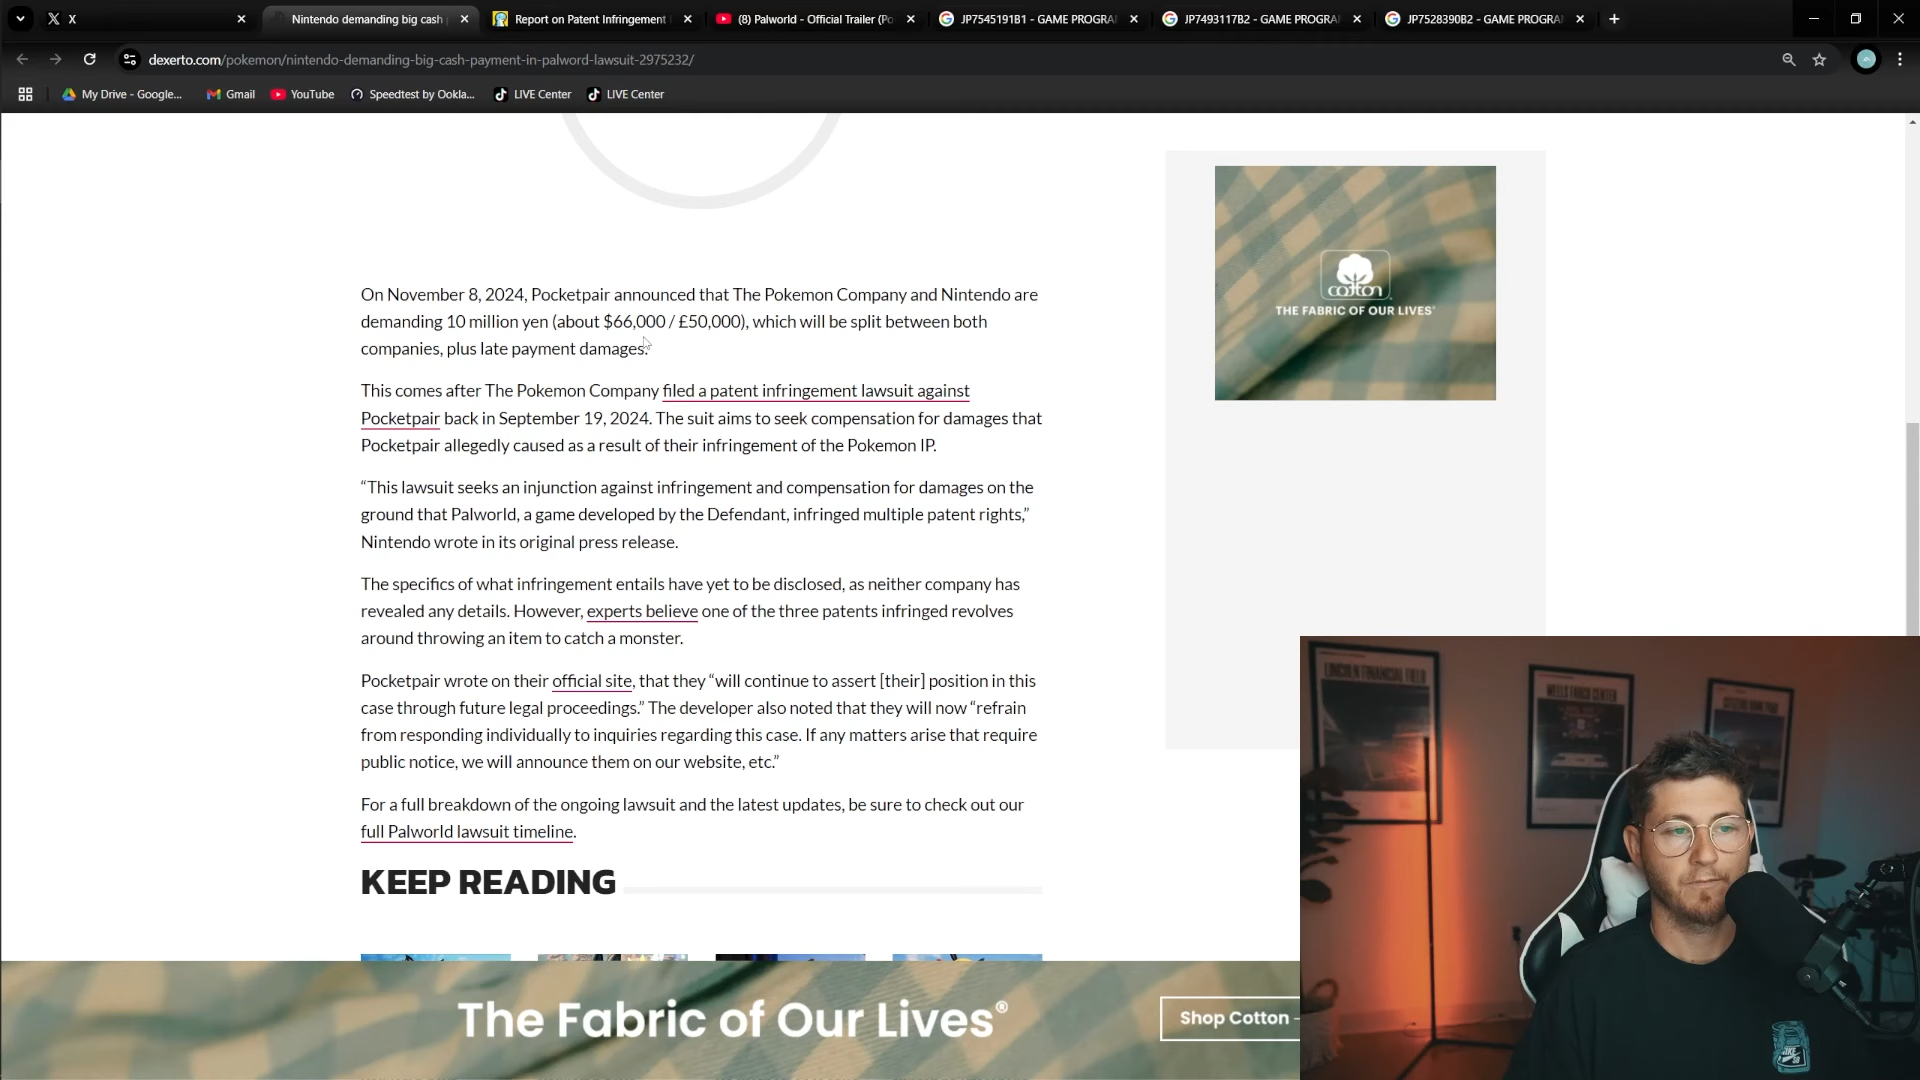 X
Nintendo demanding big cash
Report on Patent Infringement
(8) Palworld - Official Trailer (Po
JP7545191B1 - GAME PROGRA
JP7493117B2 - GAME PROGRA
JP7528390B2 - GAME PROGRA
dexerto.com/pokemon/nintendo-demanding-big-cash-payment-in-palword-lawsuit-2975232/
My Drive - Google...
Gmail
YouTube
Speedtest by Ookla...
LIVE Center
LIVE Center
On November 8, 2024, Pocketpair announced that The Pokemon Company and Nintendo are
demanding 10 million yen (about $66,000 / £50,000), which will be split between both
companies, plus late payment damages.
This comes after The Pokemon Company filed a patent infringement lawsuit against
Pocketpair back in September 19, 2024. The suit aims to seek compensation for damages that
Pocketpair allegedly caused as a result of their infringement of the Pokemon IP.
“This lawsuit seeks an injunction against infringement and compensation for damages on the
ground that Palworld, a game developed by the Defendant, infringed multiple patent rights,”
Nintendo wrote in its original press release.
The specifics of what infringement entails have yet to be disclosed, as neither company has
revealed any details. However, experts believe one of the three patents infringed revolves
around throwing an item to catch a monster.
Pocketpair wrote on their official site, that they “will continue to assert [their] position in this
case through future legal proceedings.” The developer also noted that they will now “refrain
from responding individually to inquiries regarding this case. If any matters arise that require
public notice, we will announce them on our website, etc.”
For a full breakdown of the ongoing lawsuit and the latest updates, be sure to check out our
full Palworld lawsuit timeline.
KEEP READING
cotton
THE FABRIC OF OUR LIVES®
LINCOLN FINANCIAL FIELD
WELLS FARGO CENTER
CITIZENS BANK PARK
The Fabric of Our Lives®
Shop Cotton